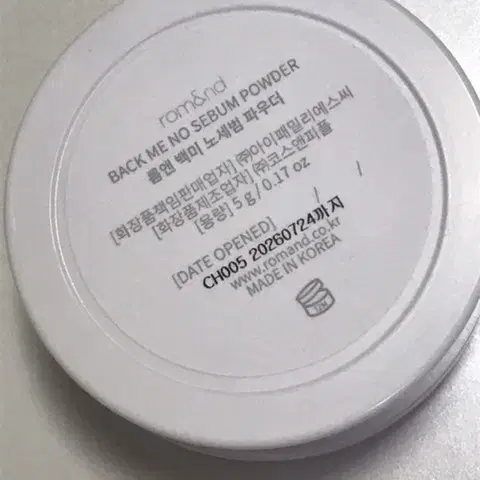 rom&nd
BACK ME NO SEBUM POWDER
롬앤 백미 노세범 파우더
[화장품책임판매업자] ㈜아이패밀리에스씨
[화장품제조업자] ㈜코스앤피플
[용량] 5 g / 0.17 oz
[DATE OPENED] / /
CH005 20260724까지
www.romand.co.kr
MADE IN KOREA
12M